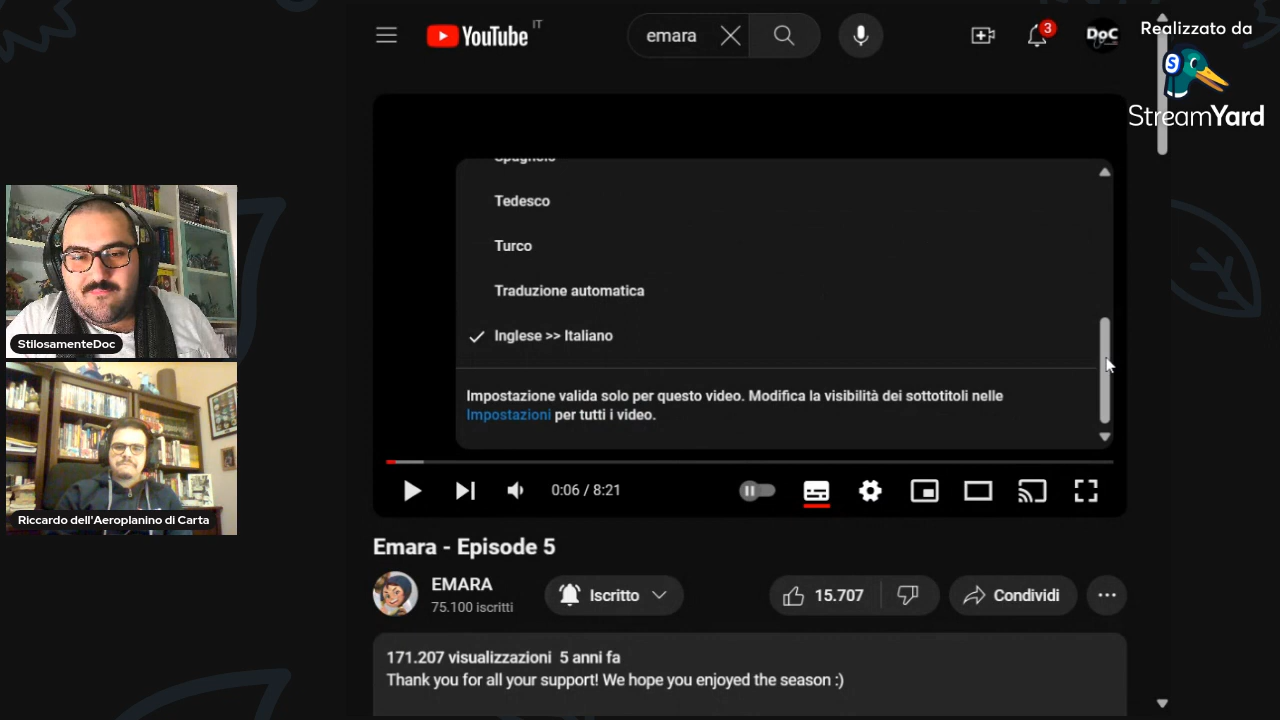 YouTube IT
emara
3
DoC
Realizzato da
StreamYard
Spagnolo
Tedesco
Turco
Traduzione automatica
Inglese >> Italiano
Impostazione valida solo per questo video. Modifica la visibilità dei sottotitoli nelle
Impostazioni per tutti i video.
0:06 / 8:21
StilosamenteDoc
Riccardo dell'Aeroplanino di Carta
Emara - Episode 5
EMARA
75.100 iscritti
Iscritto
15.707
Condividi
171.207 visualizzazioni 5 anni fa
Thank you for all your support! We hope you enjoyed the season :)